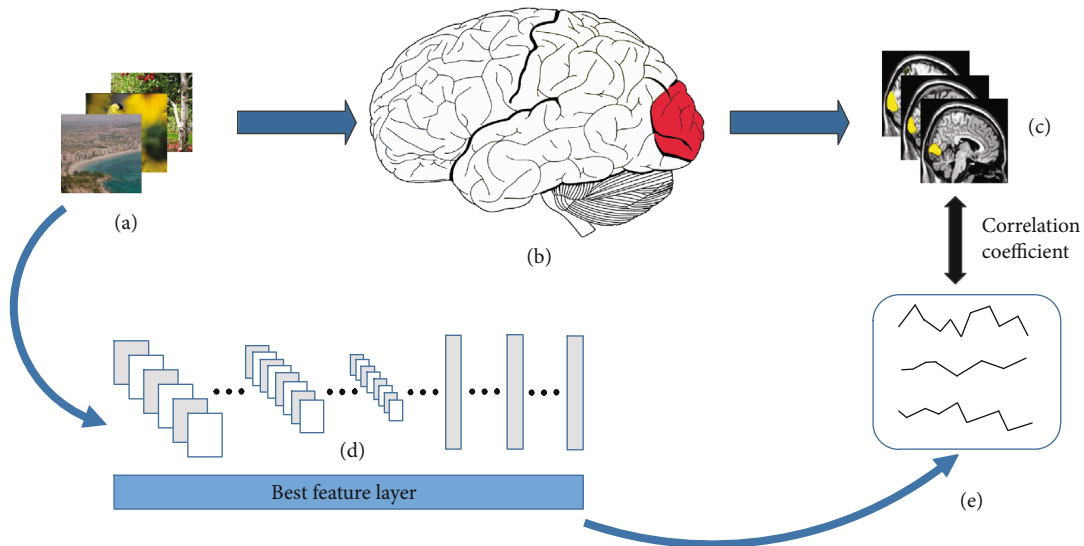 (a)
(b)
(c)
Correlation
coefficient
(d)
Best feature layer
(e)